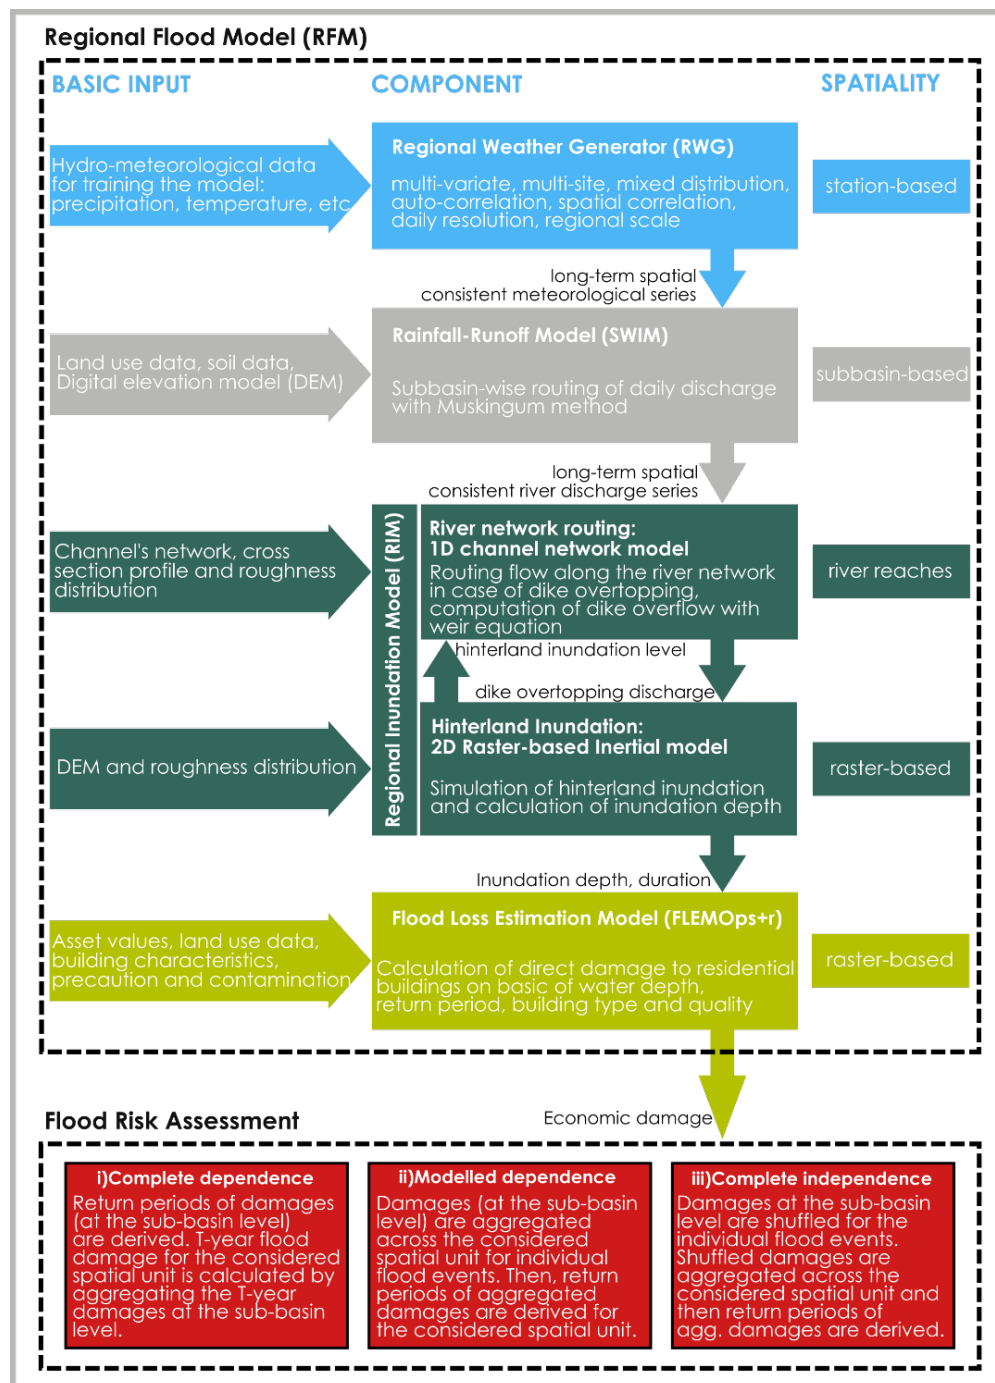 Regional Flood Model (RFM)
BASIC INPUT
COMPONENT
SPATIALITY
Hydro-meteorological data
for training the model:
precipitation, temperature, etc
Regional Weather Generator (RWG)
multi-variate, multi-site, mixed distribution,
auto-correlation, spatial correlation,
daily resolution, regional scale
station-based
long-term spatial
consistent meteorological series
Land use data, soil data,
Digital elevation model (DEM)
Rainfall-Runoff Model (SWIM)
Subbasin-wise routing of daily discharge
with Muskingum method
subbasin-based
long-term spatial
consistent river discharge series
Channel's network, cross
section profile and roughness
distribution
Regional Inundation Model (RIM)
River network routing:
1D channel network model
Routing flow along the river network
in case of dike overtopping,
computation of dike overflow with
weir equation
river reaches
hinterland inundation level
dike overtopping discharge
DEM and roughness distribution
Hinterland Inundation:
2D Raster-based Inertial model
Simulation of hinterland inundation
and calculation of inundation depth
raster-based
Inundation depth, duration
Asset values, land use data,
building characteristics,
precaution and contamination
Flood Loss Estimation Model (FLEMOps+r)
Calculation of direct damage to residential
buildings on basic of water depth,
return period, building type and quality
raster-based
Economic damage
Flood Risk Assessment
i)Complete dependence
Return periods of damages
(at the sub-basin level)
are derived. T-year flood
damage for the considered
spatial unit is calculated by
aggregating the T-year
damages at the sub-basin
level.
ii)Modelled dependence
Damages (at the sub-basin
level) are aggregated
across the considered
spatial unit for individual
flood events. Then, return
periods of aggregated
damages are derived for
the considered spatial unit.
iii)Complete independence
Damages at the sub-basin
level are shuffled for the
individual flood events.
Shuffled damages are
aggregated across the
considered spatial unit and
then return periods of
agg. damages are derived.